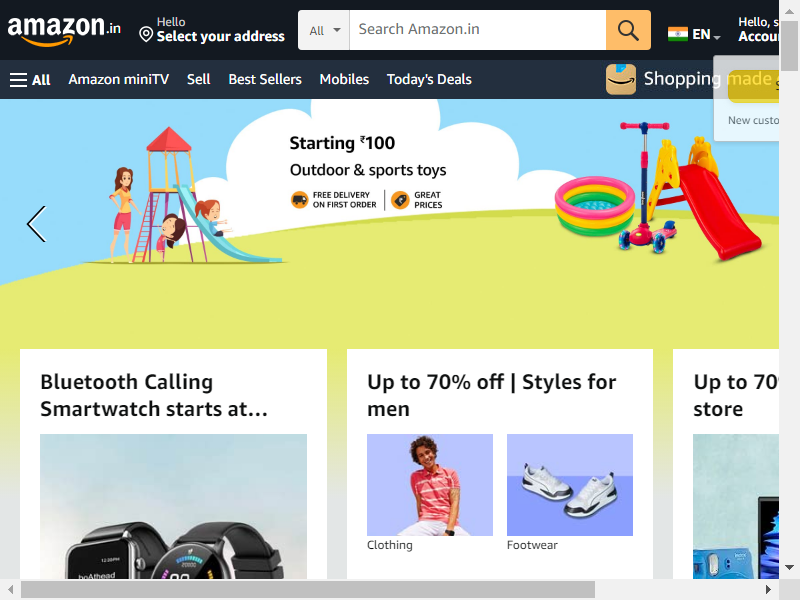 amazon.in
Hello
Select your address
All
Search Amazon.in
EN
Hello, s
Accou
All
Amazon miniTV
Sell
Best Sellers
Mobiles
Today's Deals
Shopping made
New custo
Starting ₹100
Outdoor & sports toys
FREE DELIVERY
ON FIRST ORDER
GREAT
PRICES
Bluetooth Calling
Smartwatch starts at...
Up to 70% off | Styles for
men
Up to 70
store
boAthead
Clothing
Footwear